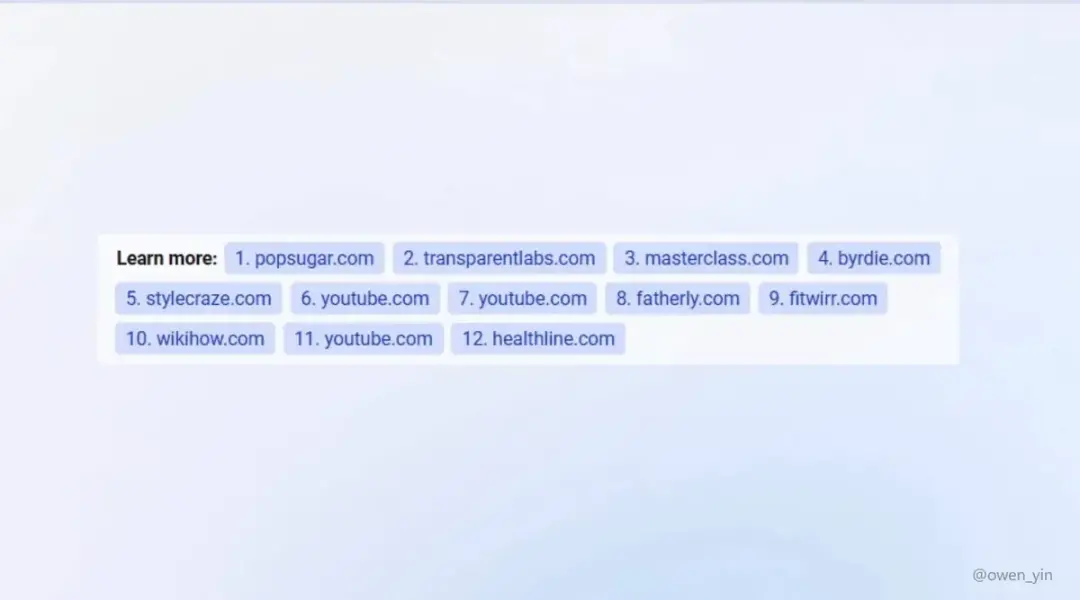 Learn more: 1. popsugar.com 2. transparentlabs.com 3. masterclass.com 4. byrdie.com
5. stylecraze.com 6. youtube.com 7. youtube.com 8. fatherly.com 9. fitwirr.com
10. wikihow.com 11. youtube.com 12. healthline.com
@owen_yin